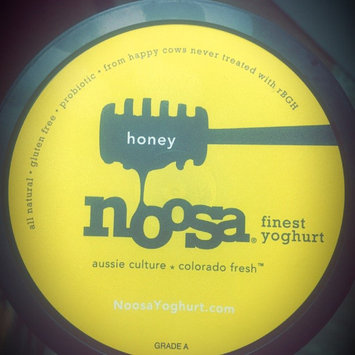 all natural • gluten free • probiotic • from happy cows never treated with rBGH
honey
noosa® finest
yoghurt
aussie culture ★ colorado fresh™
NoosaYoghurt.com
GRADE A